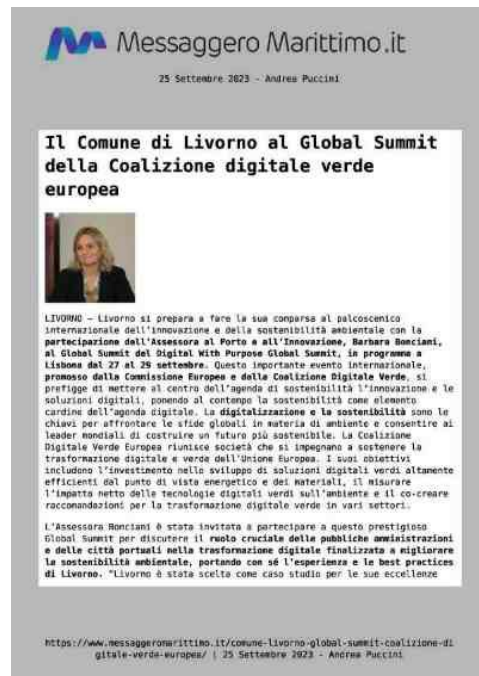 Messaggero Marittimo.it
25 Settembre 2023 - Andrea Puccini
Il Comune di Livorno al Global Summit
della Coalizione digitale verde
europea
LIVORNO – Livorno si prepara a fare la sua comparsa al palcoscenico
internazionale dell'innovazione e della sostenibilità ambientale con la
partecipazione dell'Assessora al Porto e all'Innovazione, Barbara Bonciani,
al Global Summit del Digital With Purpose Global Summit, in programma a
Lisbona dal 27 al 29 settembre. Questo importante evento internazionale,
promosso dalla Commissione Europea e dalla Coalizione Digitale Verde, si
prefigge di mettere al centro dell'agenda di sostenibilità l'innovazione e le
soluzioni digitali, ponendo al contempo la sostenibilità come elemento
cardine dell'agenda digitale. La digitalizzazione e la sostenibilità sono le
chiavi per affrontare le sfide globali in materia di ambiente e consentire ai
leader mondiali di costruire un futuro più sostenibile. La Coalizione
Digitale Verde Europea riunisce società che si impegnano a sostenere la
trasformazione digitale e verde dell'Unione Europea. I suoi obiettivi
includono l'investimento nello sviluppo di soluzioni digitali verdi altamente
efficienti dal punto di vista energetico e dei materiali, il misurare
l'impatto netto delle tecnologie digitali verdi sull'ambiente e il co-creare
raccomandazioni per la trasformazione digitale verde in vari settori.
L'Assessora Bonciani è stata invitata a partecipare a questo prestigioso
Global Summit per discutere il ruolo cruciale delle pubbliche amministrazioni
e delle città portuali nella trasformazione digitale finalizzata a migliorare
la sostenibilità ambientale, portando con sé l'esperienza e le best practices
di Livorno. "Livorno è stata scelta come caso studio per le sue eccellenze
https://www.messaggeromarittimo.it/comune-livorno-global-summit-coalizione-di
gitale-verde-europea/ | 25 Settembre 2023 - Andrea Puccini